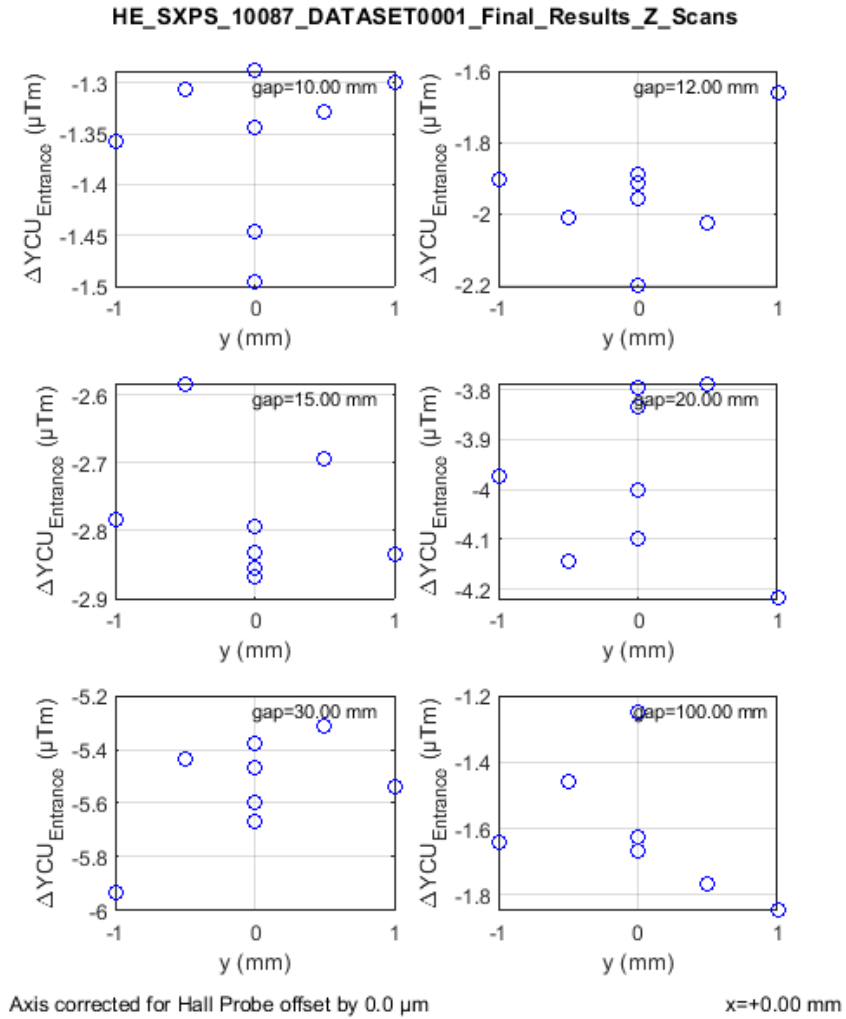 HE_SXPS_10087_DATASET0001_Final_Results_Z_Scans
gap=10.00 mm
-1.3
-1.35
-1.4
-1.45
-1.5
ΔYCU_Entrance (μTm)
-1
0
1
y (mm)
gap=12.00 mm
-1.6
-1.8
-2
-2.2
ΔYCU_Entrance (μTm)
-1
0
1
y (mm)
gap=15.00 mm
-2.6
-2.7
-2.8
-2.9
ΔYCU_Entrance (μTm)
-1
0
1
y (mm)
gap=20.00 mm
-3.8
-3.9
-4
-4.1
-4.2
ΔYCU_Entrance (μTm)
-1
0
1
y (mm)
gap=30.00 mm
-5.2
-5.4
-5.6
-5.8
-6
ΔYCU_Entrance (μTm)
-1
0
1
y (mm)
gap=100.00 mm
-1.2
-1.4
-1.6
-1.8
ΔYCU_Entrance (μTm)
-1
0
1
y (mm)
Axis corrected for Hall Probe offset by 0.0 μm
x=+0.00 mm